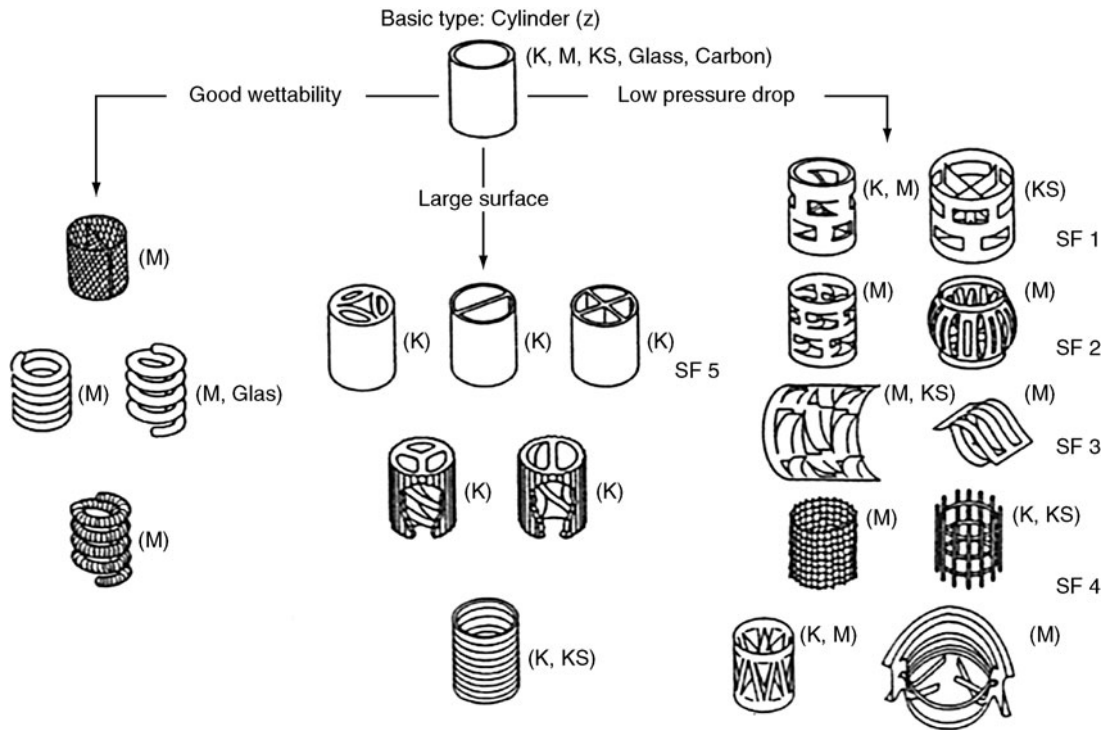 Basic type: Cylinder (z)
(K, M, KS, Glass, Carbon)
Good wettability
Low pressure drop
Large surface
(M)
(M)
(M, Glas)
(M)
(K)
(K)
(K)
SF 5
(K)
(K)
(K, KS)
(K, M)
(KS)
SF 1
(M)
(M)
SF 2
(M, KS)
(M)
SF 3
(M)
(K, KS)
SF 4
(K, M)
(M)